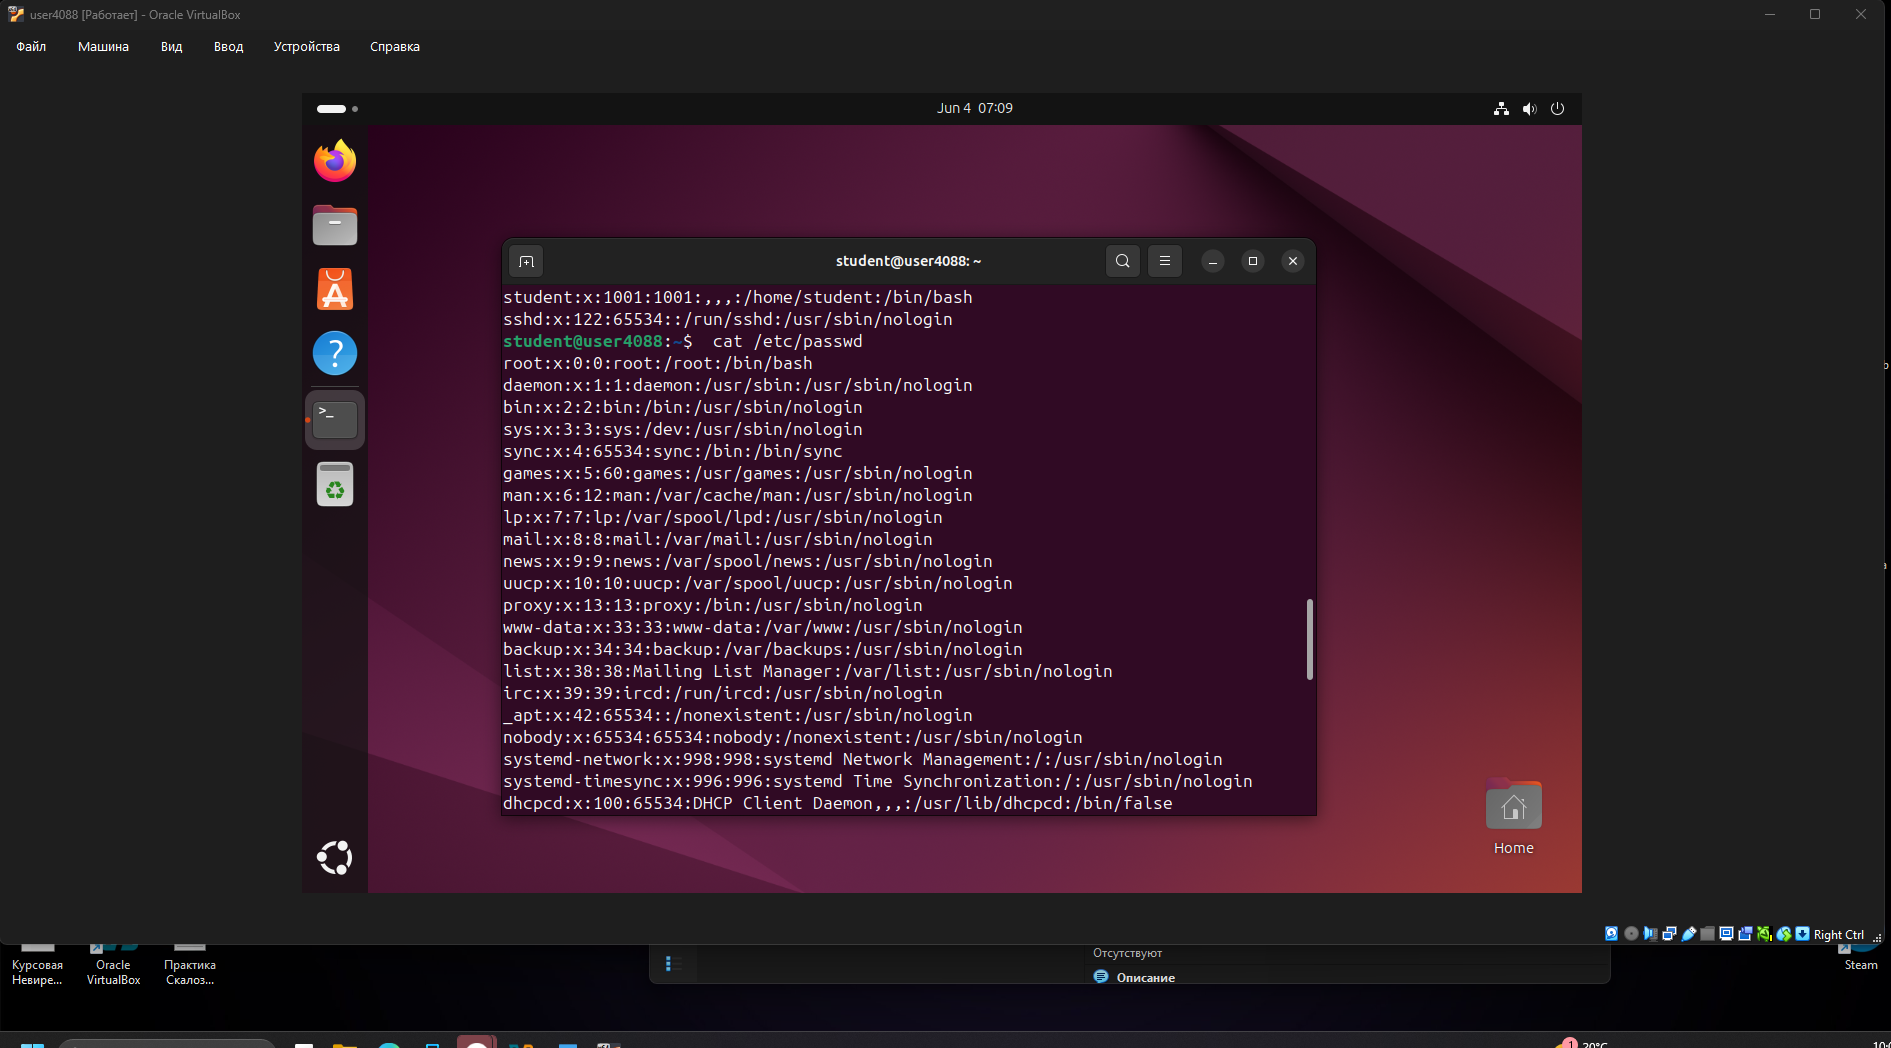 user4088 [Работает] - Oracle VirtualBox
Файл Машина Вид Ввод Устройства Справка
Jun 4 07:09
student@user4088: ~
student:x:1001:1001:,,,:/home/student:/bin/bash
sshd:x:122:65534::/run/sshd:/usr/sbin/nologin
student@user4088:~$  cat /etc/passwd
root:x:0:0:root:/root:/bin/bash
daemon:x:1:1:daemon:/usr/sbin:/usr/sbin/nologin
bin:x:2:2:bin:/bin:/usr/sbin/nologin
sys:x:3:3:sys:/dev:/usr/sbin/nologin
sync:x:4:65534:sync:/bin:/bin/sync
games:x:5:60:games:/usr/games:/usr/sbin/nologin
man:x:6:12:man:/var/cache/man:/usr/sbin/nologin
lp:x:7:7:lp:/var/spool/lpd:/usr/sbin/nologin
mail:x:8:8:mail:/var/mail:/usr/sbin/nologin
news:x:9:9:news:/var/spool/news:/usr/sbin/nologin
uucp:x:10:10:uucp:/var/spool/uucp:/usr/sbin/nologin
proxy:x:13:13:proxy:/bin:/usr/sbin/nologin
www-data:x:33:33:www-data:/var/www:/usr/sbin/nologin
backup:x:34:34:backup:/var/backups:/usr/sbin/nologin
list:x:38:38:Mailing List Manager:/var/list:/usr/sbin/nologin
irc:x:39:39:ircd:/run/ircd:/usr/sbin/nologin
_apt:x:42:65534::/nonexistent:/usr/sbin/nologin
nobody:x:65534:65534:nobody:/nonexistent:/usr/sbin/nologin
systemd-network:x:998:998:systemd Network Management:/:/usr/sbin/nologin
systemd-timesync:x:996:996:systemd Time Synchronization:/:/usr/sbin/nologin
dhcpcd:x:100:65534:DHCP Client Daemon,,,:/usr/lib/dhcpcd:/bin/false
Home
Right Ctrl
Отсутствуют
Описание
Курсовая
Невире...
Oracle
VirtualBox
Практика
Скалоз...
Steam